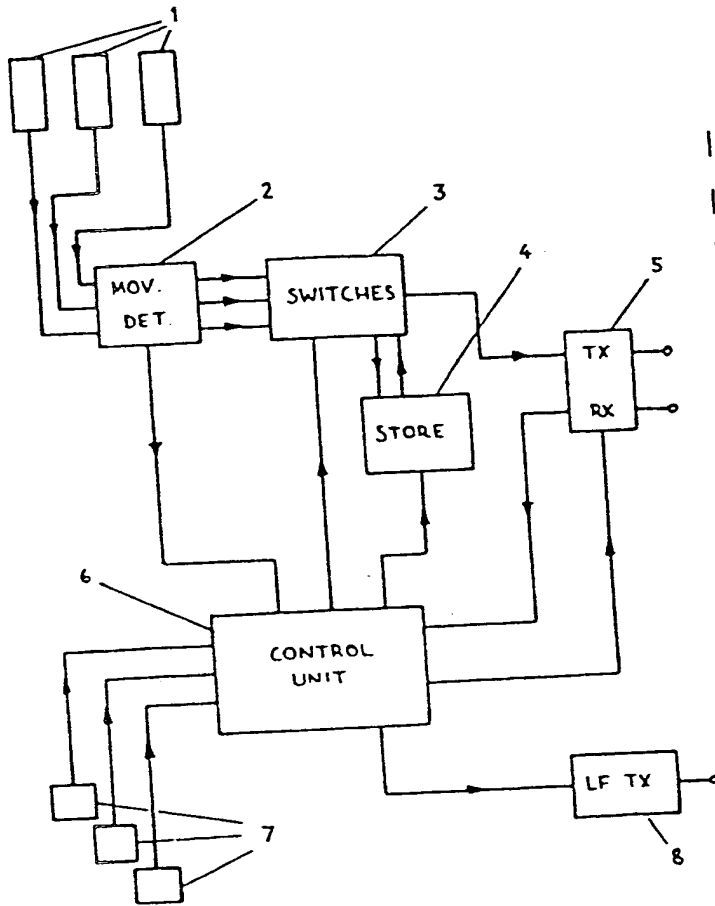 1
2
3
4
5
MOV.
DET.
SWITCHES
TX
RX
STORE
6
CONTROL
UNIT
LF TX
7
8